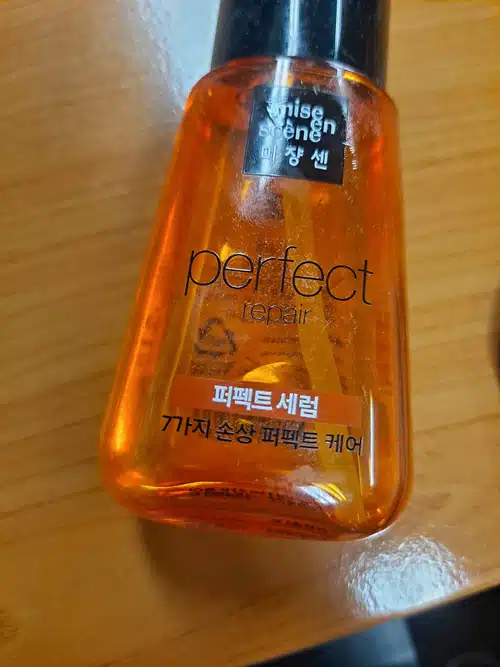 mise
en
scène
미쟝센
perfect
repair
퍼펙트 세럼
7가지 손상 퍼펙트 케어